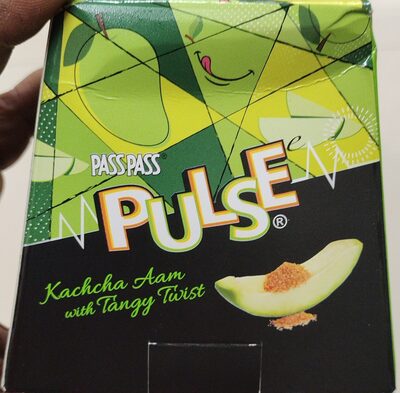 PASS PASS
PULSE®
Kachcha Aam
with Tangy Twist